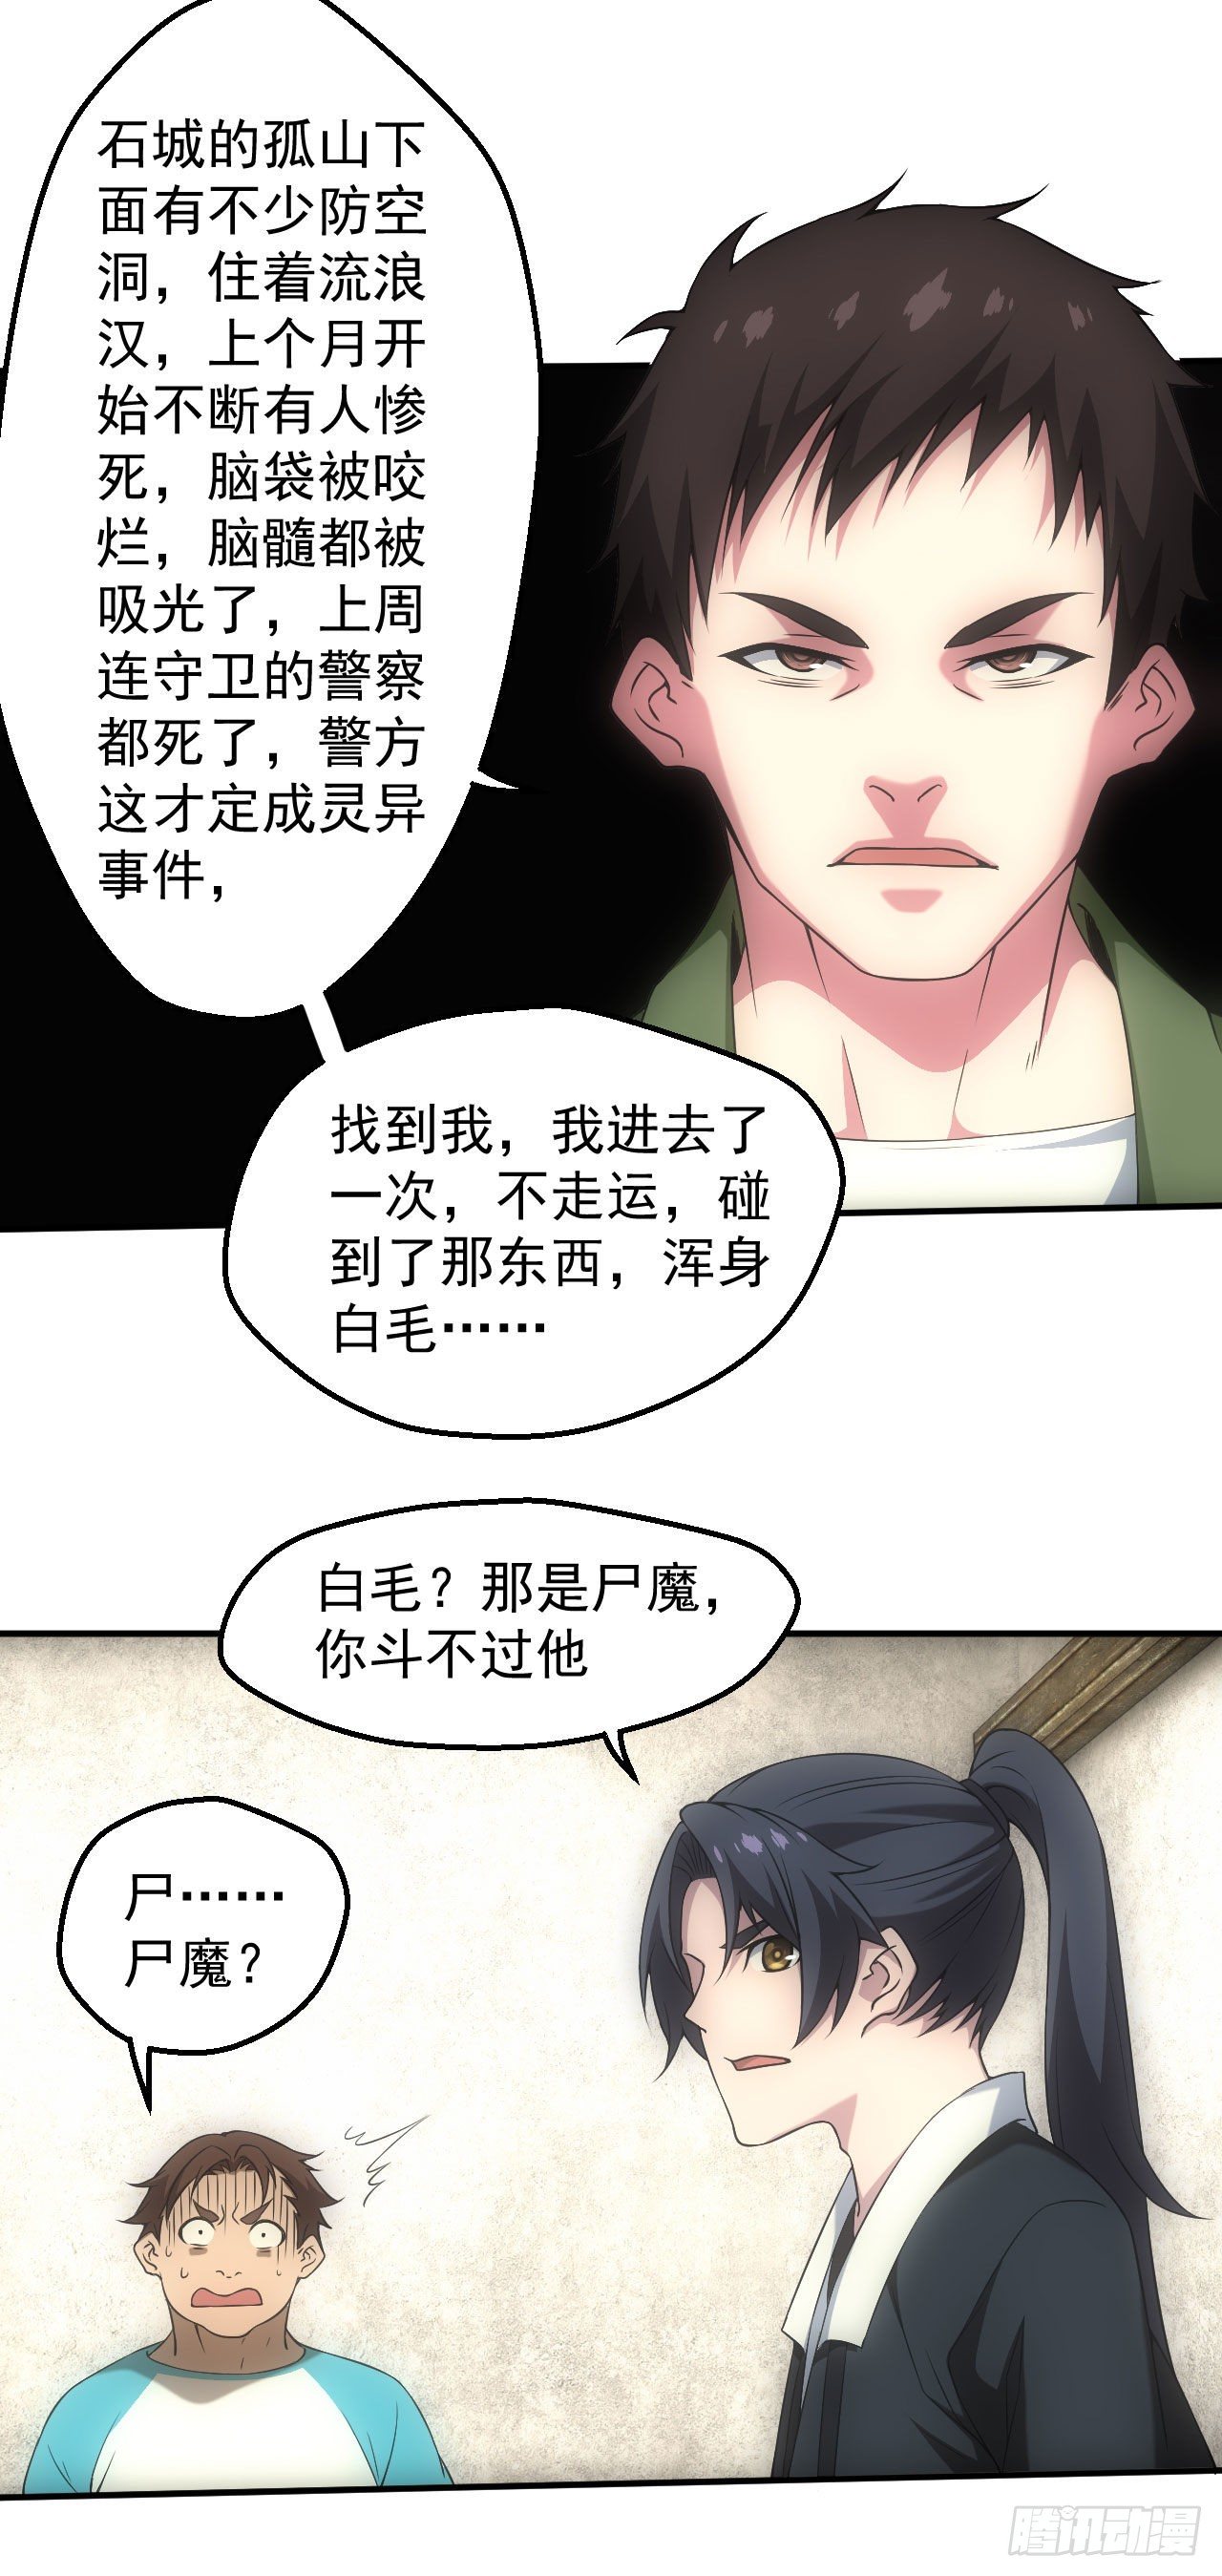 石城的孤山下
面有不少防空
洞，住着流浪
汉，上个月开
始不断有人惨
死，脑袋被咬
烂，脑髓都被
吸光了，上周
连守卫的警察
都死了，警方
这才定成灵异
事件，
找到我，我进去了
一次，不走运，碰
到了那东西，浑身
白毛……
白毛？那是尸魔，
你斗不过他
尸……
尸魔？
腾讯动漫